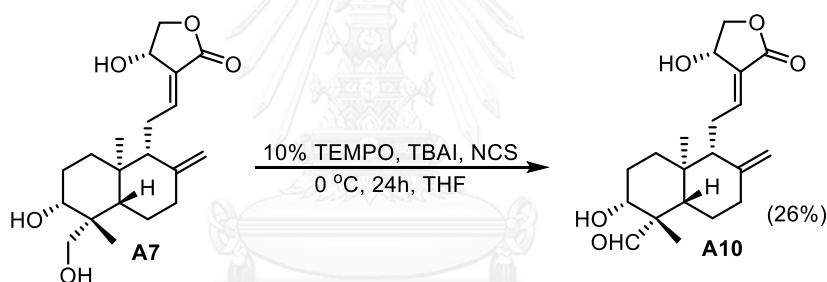 O
HO
O
H
HO
OH
A7
10% TEMPO, TBAI, NCS
0 °C, 24h, THF
O
HO
O
H
HO
OHC
A10
(26%)